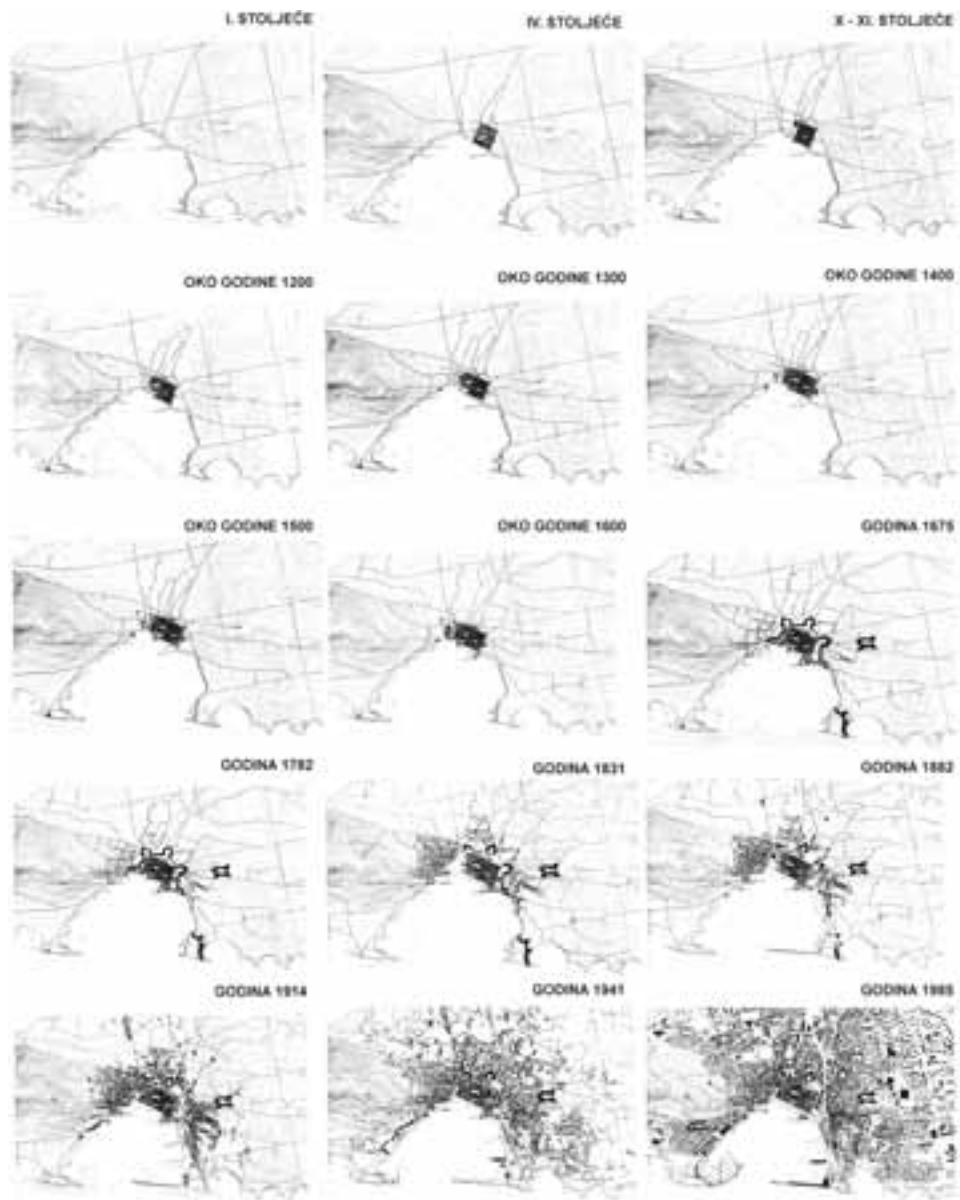 I. STOLJEĆE
IV. STOLJEĆE
X - XI. STOLJEĆE
OKO GODINE 1200
OKO GODINE 1300
OKO GODINE 1400
OKO GODINE 1500
OKO GODINE 1600
GODINA 1675
GODINA 1782
GODINA 1831
GODINA 1882
GODINA 1914
GODINA 1941
GODINA 1985